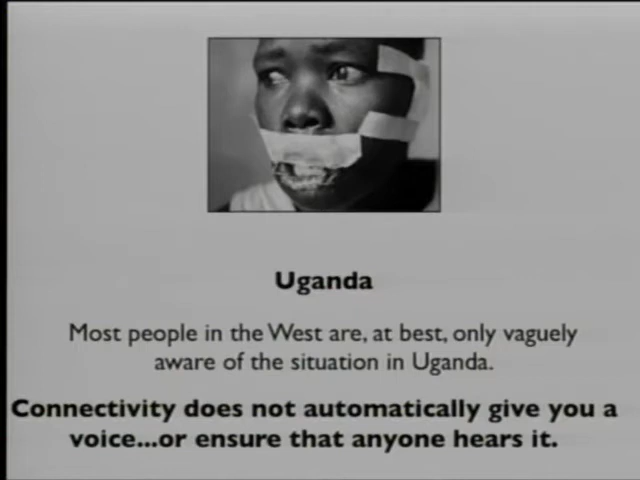 Uganda
Most people in the West are, at best, only vaguely
aware of the situation in Uganda.
Connectivity does not automatically give you a
voice...or ensure that anyone hears it.